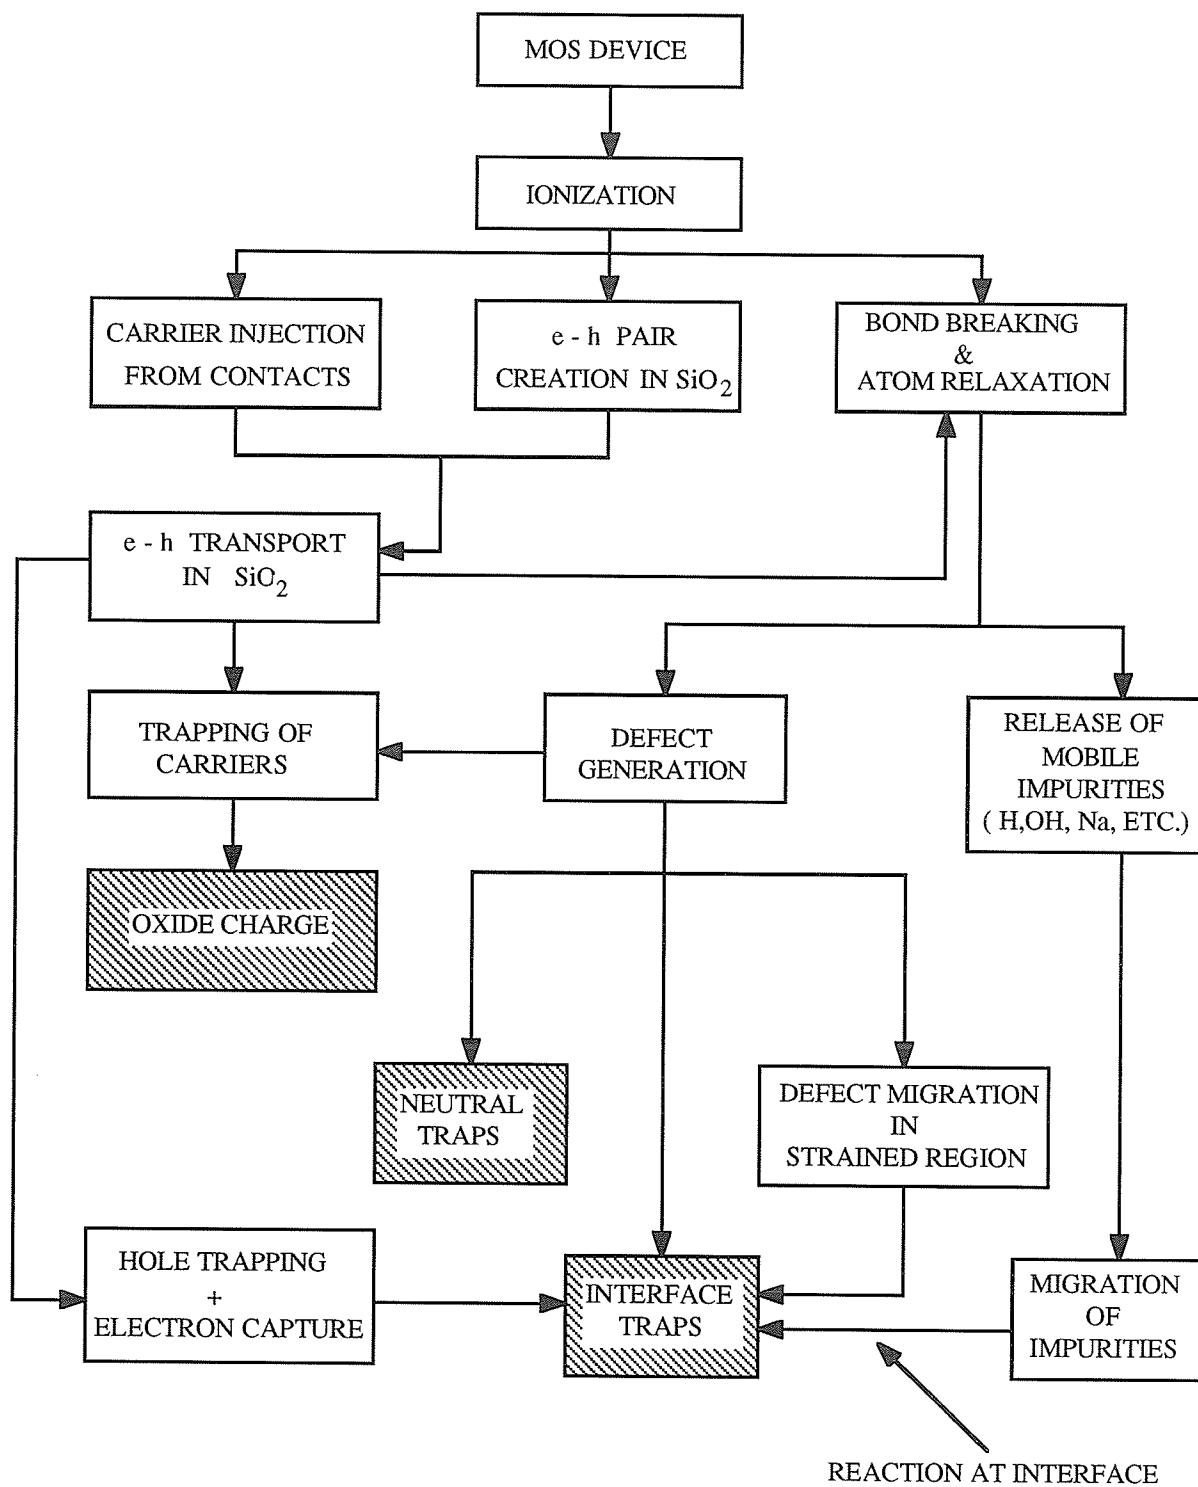 MOS DEVICE
IONIZATION
CARRIER INJECTION
FROM CONTACTS
e - h PAIR
CREATION IN SiO2
BOND BREAKING
&
ATOM RELAXATION
e - h TRANSPORT
IN SiO2
TRAPPING OF
CARRIERS
DEFECT
GENERATION
RELEASE OF
MOBILE
IMPURITIES
( H,OH, Na, ETC.)
OXIDE CHARGE
NEUTRAL
TRAPS
DEFECT MIGRATION
IN
STRAINED REGION
HOLE TRAPPING
+
ELECTRON CAPTURE
INTERFACE
TRAPS
MIGRATION
OF
IMPURITIES
REACTION AT INTERFACE